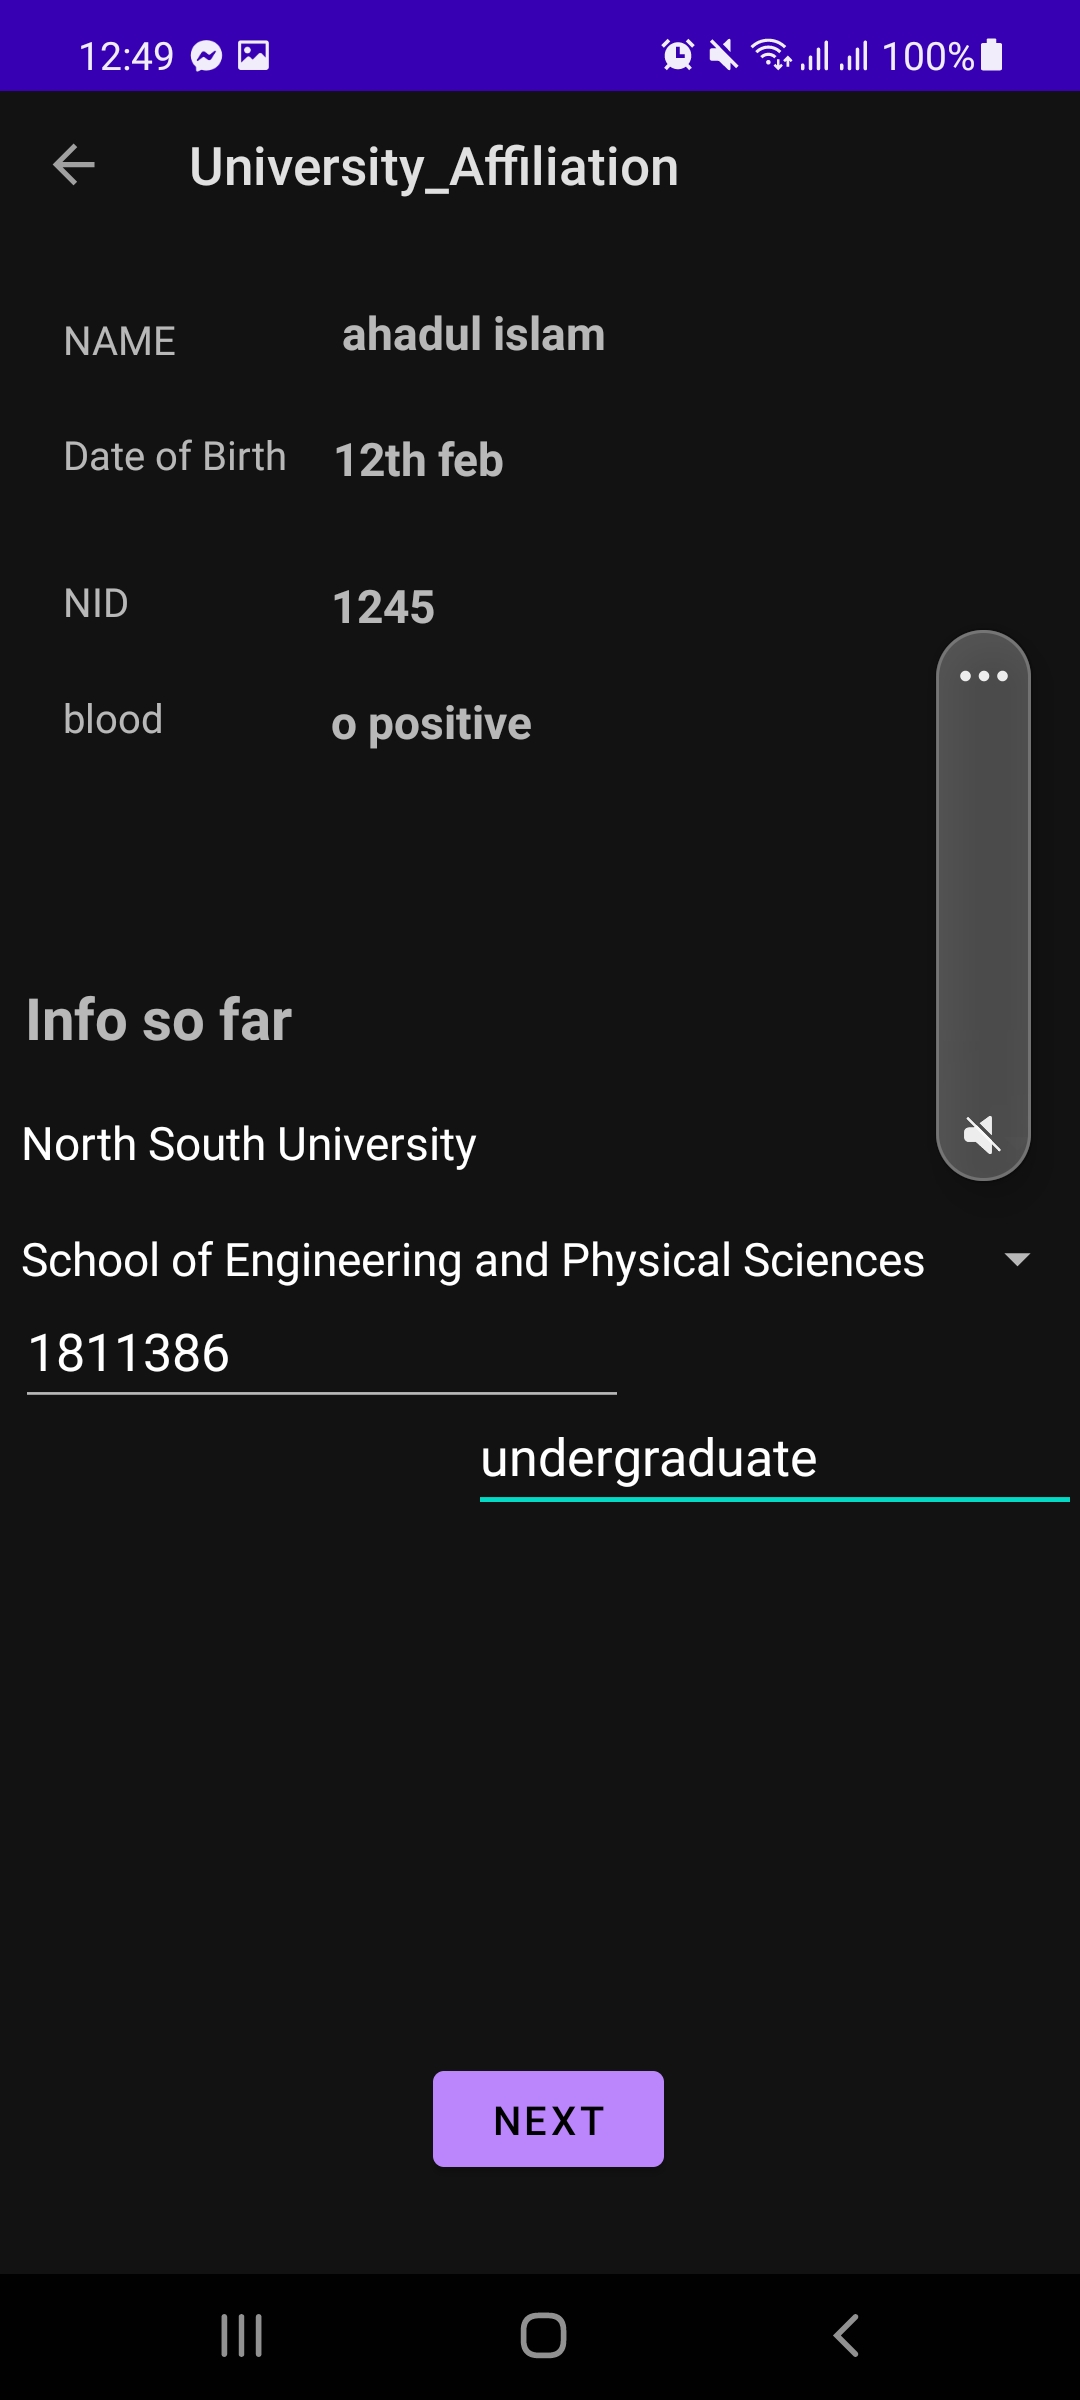 12:49 100%
University_Affiliation
NAME ahadul islam
Date of Birth 12th feb
NID 1245
blood o positive
Info so far
North South University
School of Engineering and Physical Sciences
1811386
undergraduate
NEXT